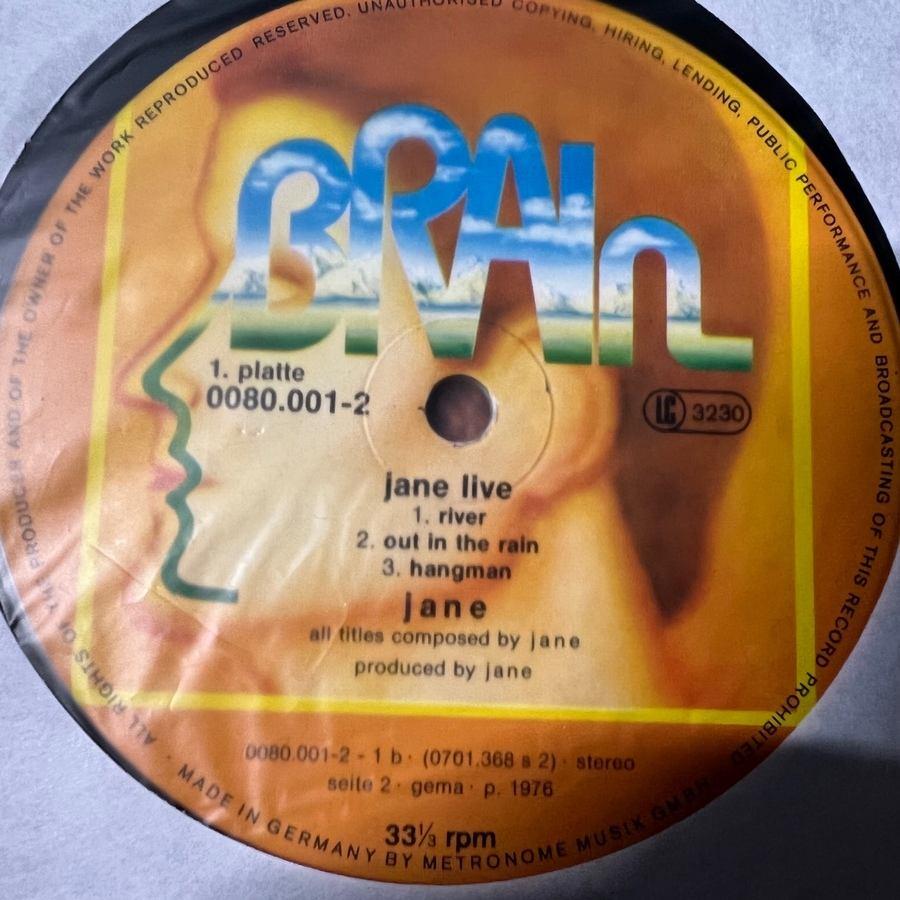 ALL RIGHTS OF THE PRODUCER AND OF THE OWNER OF THE WORK REPRODUCED RESERVED. UNAUTHORISED COPYING, HIRING, LENDING, PUBLIC PERFORMANCE AND BROADCASTING OF THIS RECORD PROHIBITED
BRAIn
1. platte
0080.001-2
LC 3230
jane live
1. river
2. out in the rain
3. hangman
jane
all titles composed by jane
produced by jane
0080.001-2 - 1 b · (0701.368 s 2) · stereo
seite 2 · gema · p. 1976
33⅓ rpm
· MADE IN GERMANY BY METRONOME MUSIK GMBH